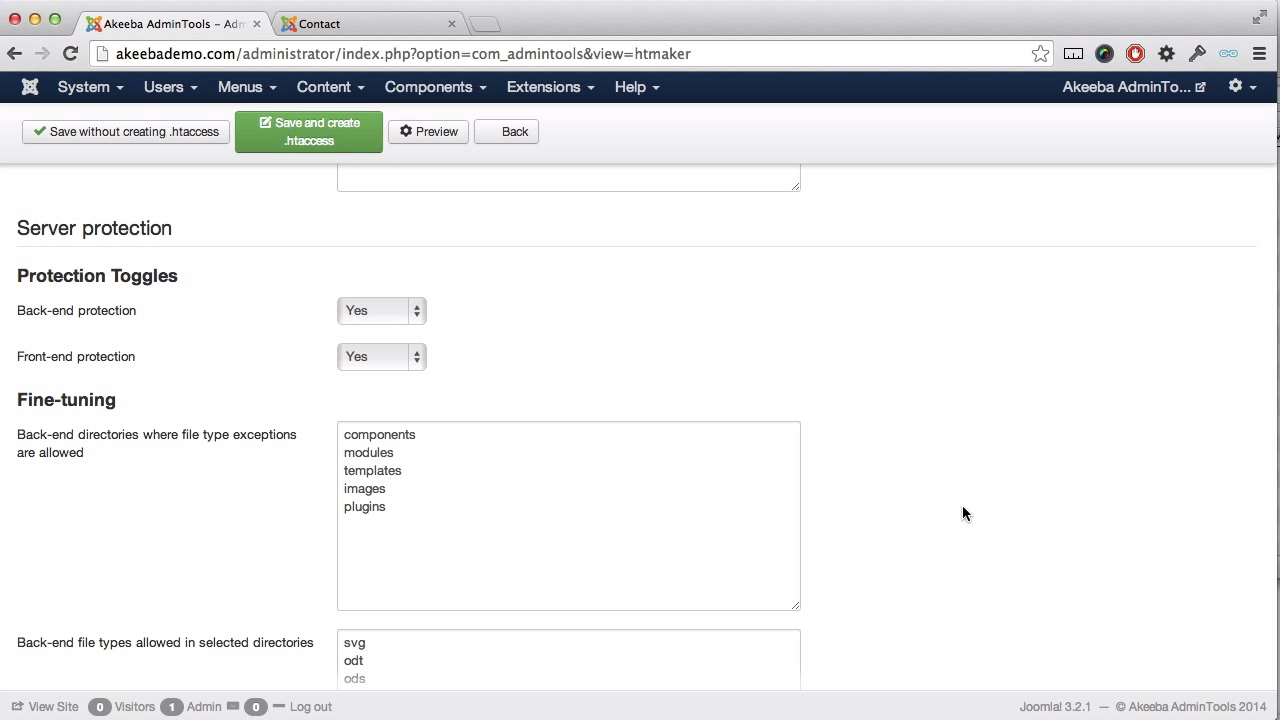 Akeeba AdminTools – Adm
Contact
akeebademo.com/administrator/index.php?option=com_admintools&view=htmaker
System Users Menus Content Components Extensions Help Akeeba AdminTo...
Save without creating .htaccess
Save and create
.htaccess
Preview
Back
Server protection
Protection Toggles
Back-end protection Yes
Front-end protection Yes
Fine-tuning
Back-end directories where file type exceptions
are allowed
components
modules
templates
images
plugins
Back-end file types allowed in selected directories
svg
odt
ods
View Site 0 Visitors 1 Admin 0 Log out Joomla! 3.2.1 — © Akeeba AdminTools 2014